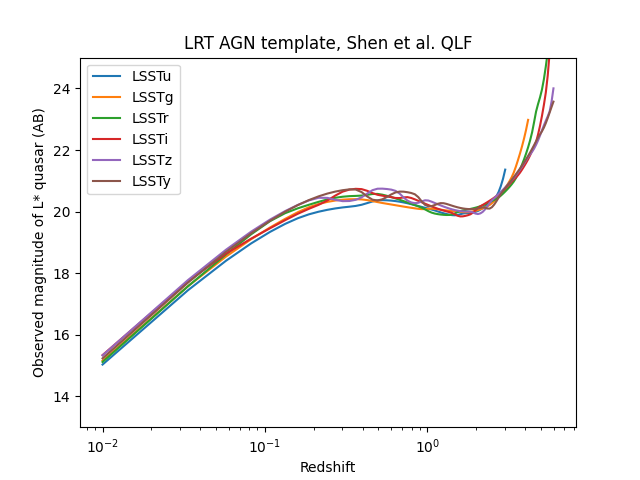 LRT AGN template, Shen et al. QLF
Observed magnitude of L* quasar (AB)
24
22
20
18
16
14
LSSTu
LSSTg
LSSTr
LSSTi
LSSTz
LSSTy
10⁻² 10⁻¹ 10⁰
Redshift